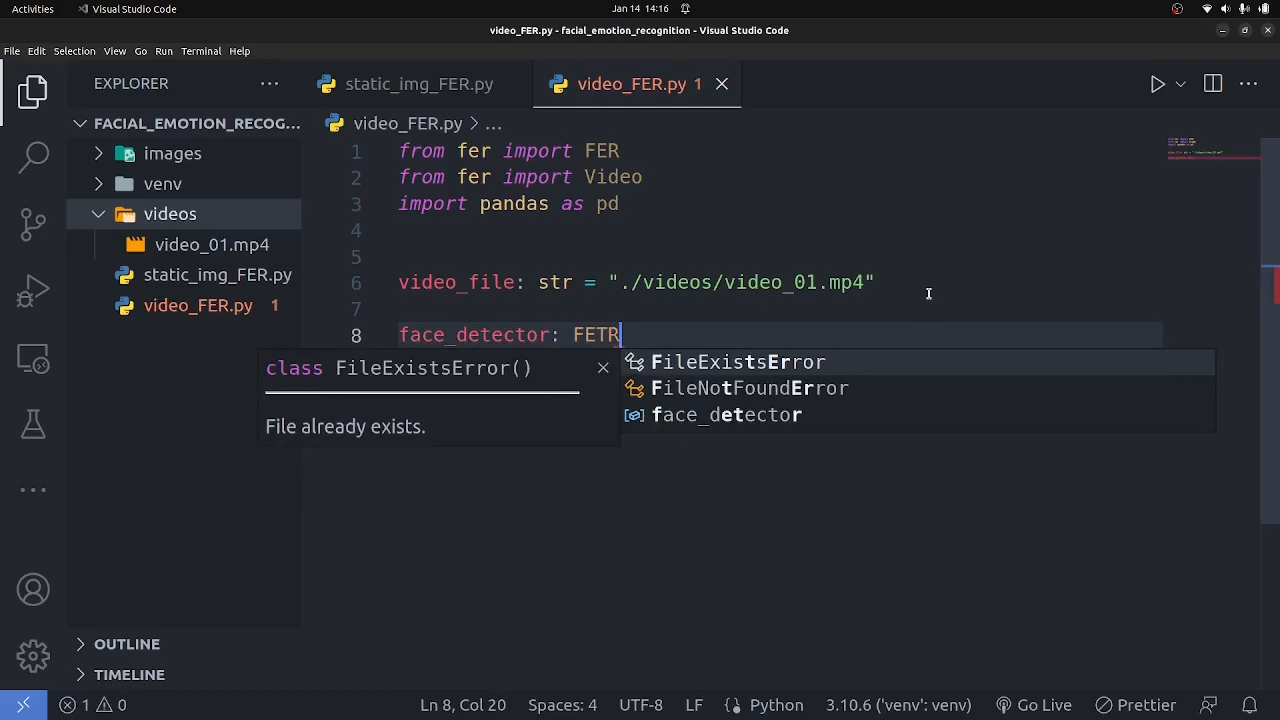 Activities Visual Studio Code Jan 14 14:16
video_FER.py - facial_emotion_recognition - Visual Studio Code
File Edit Selection View Go Run Terminal Help
EXPLORER
static_img_FER.py
video_FER.py 1
FACIAL_EMOTION_RECOG...
images
venv
videos
video_01.mp4
static_img_FER.py
video_FER.py 1
video_FER.py > ...
1 from fer import FER
2 from fer import Video
3 import pandas as pd
4
5
6 video_file: str = "./videos/video_01.mp4"
7
8 face_detector: FETR
class FileExistsError()
File already exists.
FileExistsError
FileNotFoundError
face_detector
OUTLINE
TIMELINE
1 0 Ln 8, Col 20 Spaces: 4 UTF-8 LF Python 3.10.6 ('venv': venv) Go Live Prettier